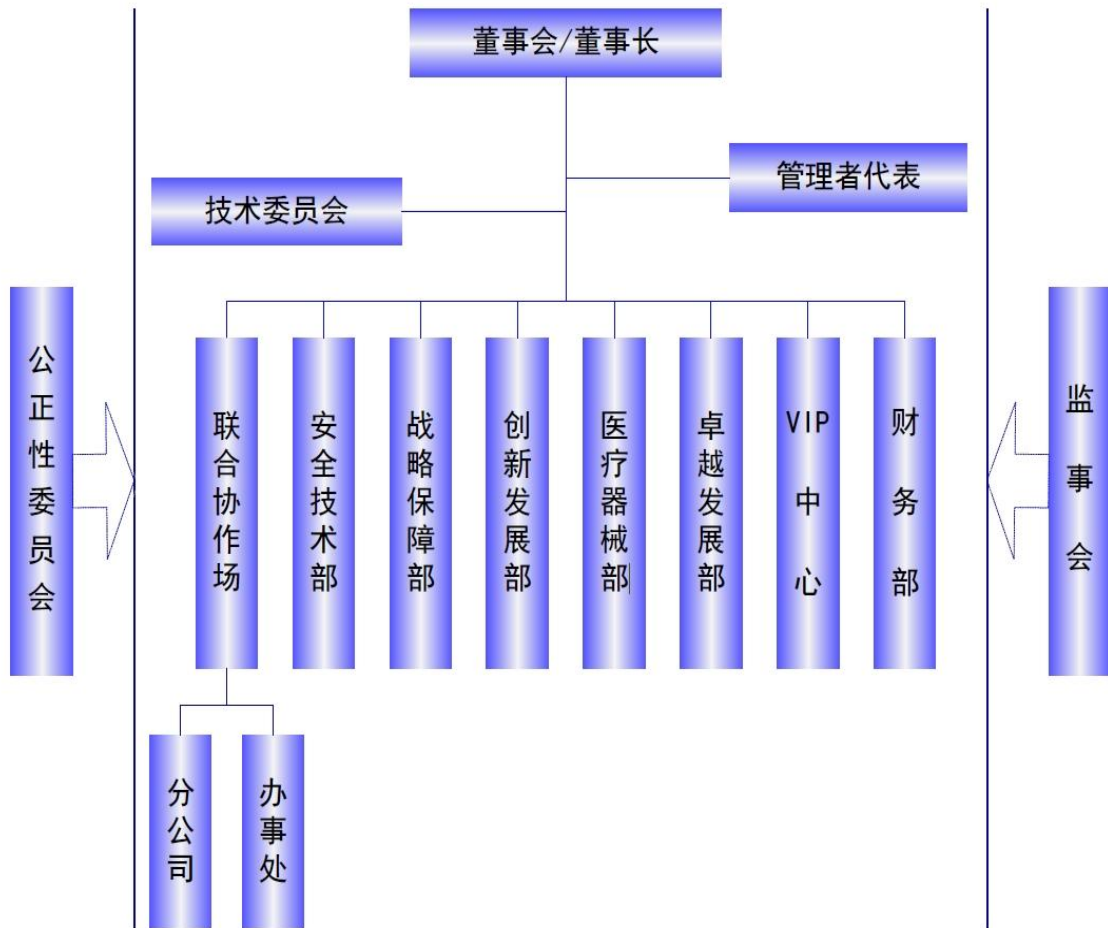 董事会/董事长
管理者代表
技术委员会
公正性委员会
联合协作场
安全技术部
战略保障部
创新发展部
医疗器械部
卓越发展部
VIP中心
财务部
监事会
分公司
办事处